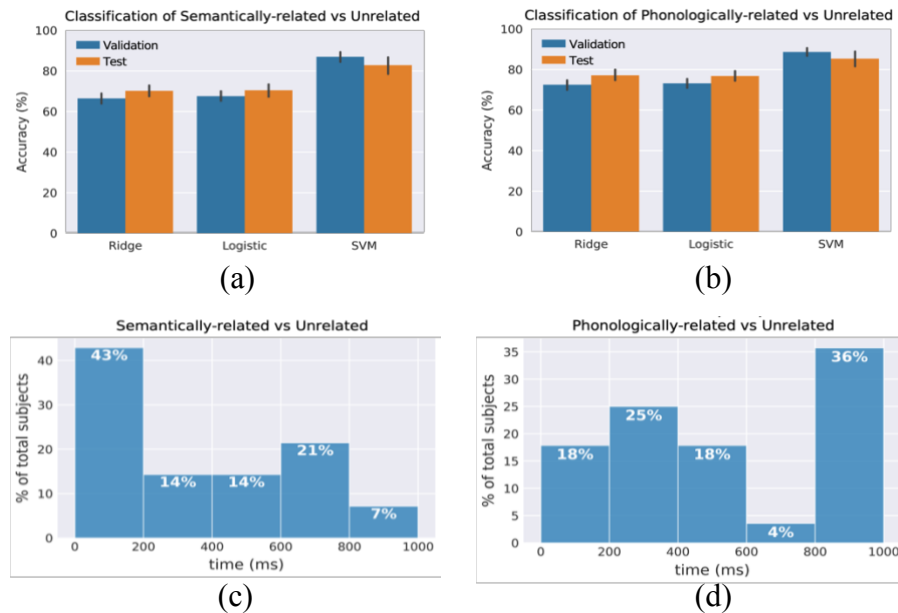 Classification of Semantically-related vs Unrelated
100
80
60
40
20
0
Accuracy (%)
Validation
Test
Ridge Logistic SVM
(a)
Classification of Phonologically-related vs Unrelated
100
80
60
40
20
0
Accuracy (%)
Validation
Test
Ridge Logistic SVM
(b)
Semantically-related vs Unrelated
40
30
20
10
0
% of total subjects
43%
14%
14%
21%
7%
0 200 400 600 800 1000
time (ms)
(c)
Phonologically-related vs Unrelated
35
30
25
20
15
10
5
0
% of total subjects
18%
25%
18%
4%
36%
0 200 400 600 800 1000
time (ms)
(d)